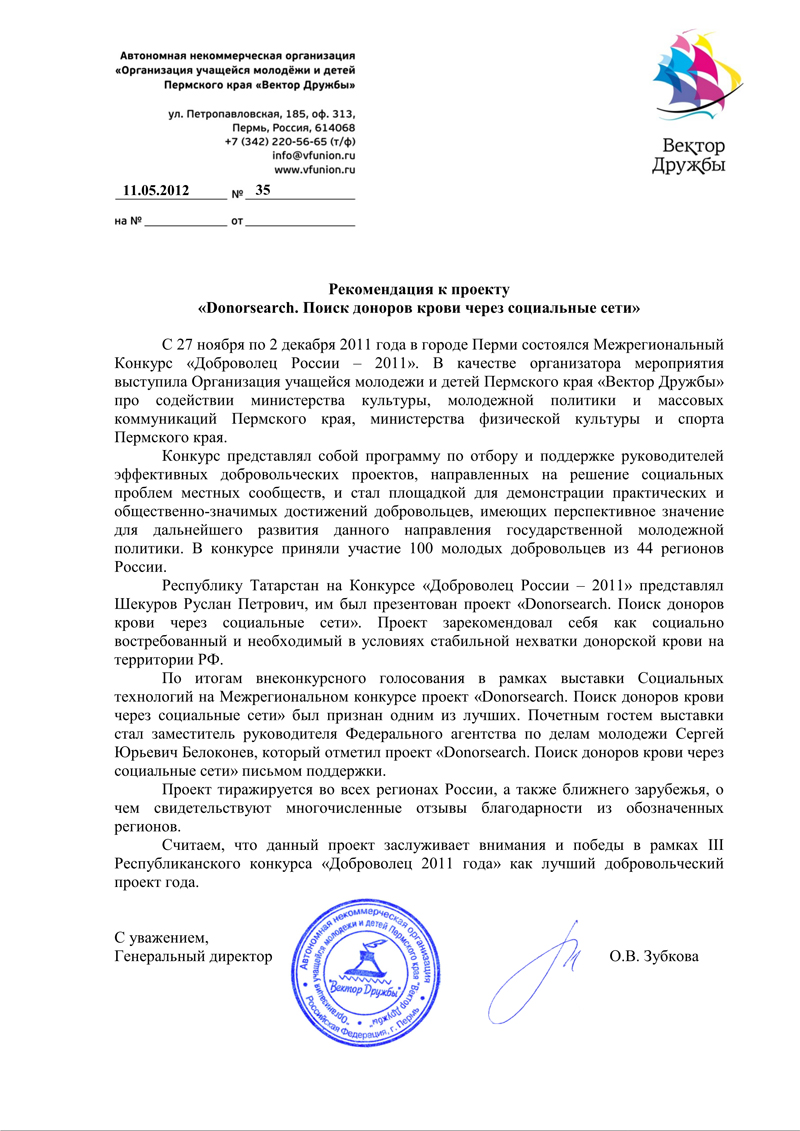 Автономная некоммерческая организация
«Организация учащейся молодёжи и детей
Пермского края «Вектор Дружбы»
ул. Петропавловская, 185, оф. 313,
Пермь, Россия, 614068
+7 (342) 220-56-65 (т/ф)
info@vfunion.ru
www.vfunion.ru
11.05.2012 № 35
на № от
Вектор
Дружбы
Рекомендация к проекту
«Donorsearch. Поиск доноров крови через социальные сети»
С 27 ноября по 2 декабря 2011 года в городе Перми состоялся Межрегиональный
Конкурс «Доброволец России – 2011». В качестве организатора мероприятия
выступила Организация учащейся молодежи и детей Пермского края «Вектор Дружбы»
про содействии министерства культуры, молодежной политики и массовых
коммуникаций Пермского края, министерства физической культуры и спорта
Пермского края.
Конкурс представлял собой программу по отбору и поддержке руководителей
эффективных добровольческих проектов, направленных на решение социальных
проблем местных сообществ, и стал площадкой для демонстрации практических и
общественно-значимых достижений добровольцев, имеющих перспективное значение
для дальнейшего развития данного направления государственной молодежной
политики. В конкурсе приняли участие 100 молодых добровольцев из 44 регионов
России.
Республику Татарстан на Конкурсе «Доброволец России – 2011» представлял
Шекуров Руслан Петрович, им был презентован проект «Donorsearch. Поиск доноров
крови через социальные сети». Проект зарекомендовал себя как социально
востребованный и необходимый в условиях стабильной нехватки донорской крови на
территории РФ.
По итогам внеконкурсного голосования в рамках выставки Социальных
технологий на Межрегиональном конкурсе проект «Donorsearch. Поиск доноров крови
через социальные сети» был признан одним из лучших. Почетным гостем выставки
стал заместитель руководителя Федерального агентства по делам молодежи Сергей
Юрьевич Белоконев, который отметил проект «Donorsearch. Поиск доноров крови через
социальные сети» письмом поддержки.
Проект тиражируется во всех регионах России, а также ближнего зарубежья, о
чем свидетельствуют многочисленные отзывы благодарности из обозначенных
регионов.
Считаем, что данный проект заслуживает внимания и победы в рамках III
Республиканского конкурса «Доброволец 2011 года» как лучший добровольческий
проект года.
С уважением,
Генеральный директор
О.В. Зубкова
Автономная некоммерческая организация
Российская Федерация, г. Пермь
"Организация учащейся молодежи и детей Пермского края "Вектор Дружбы"
"Вектор Дружбы"